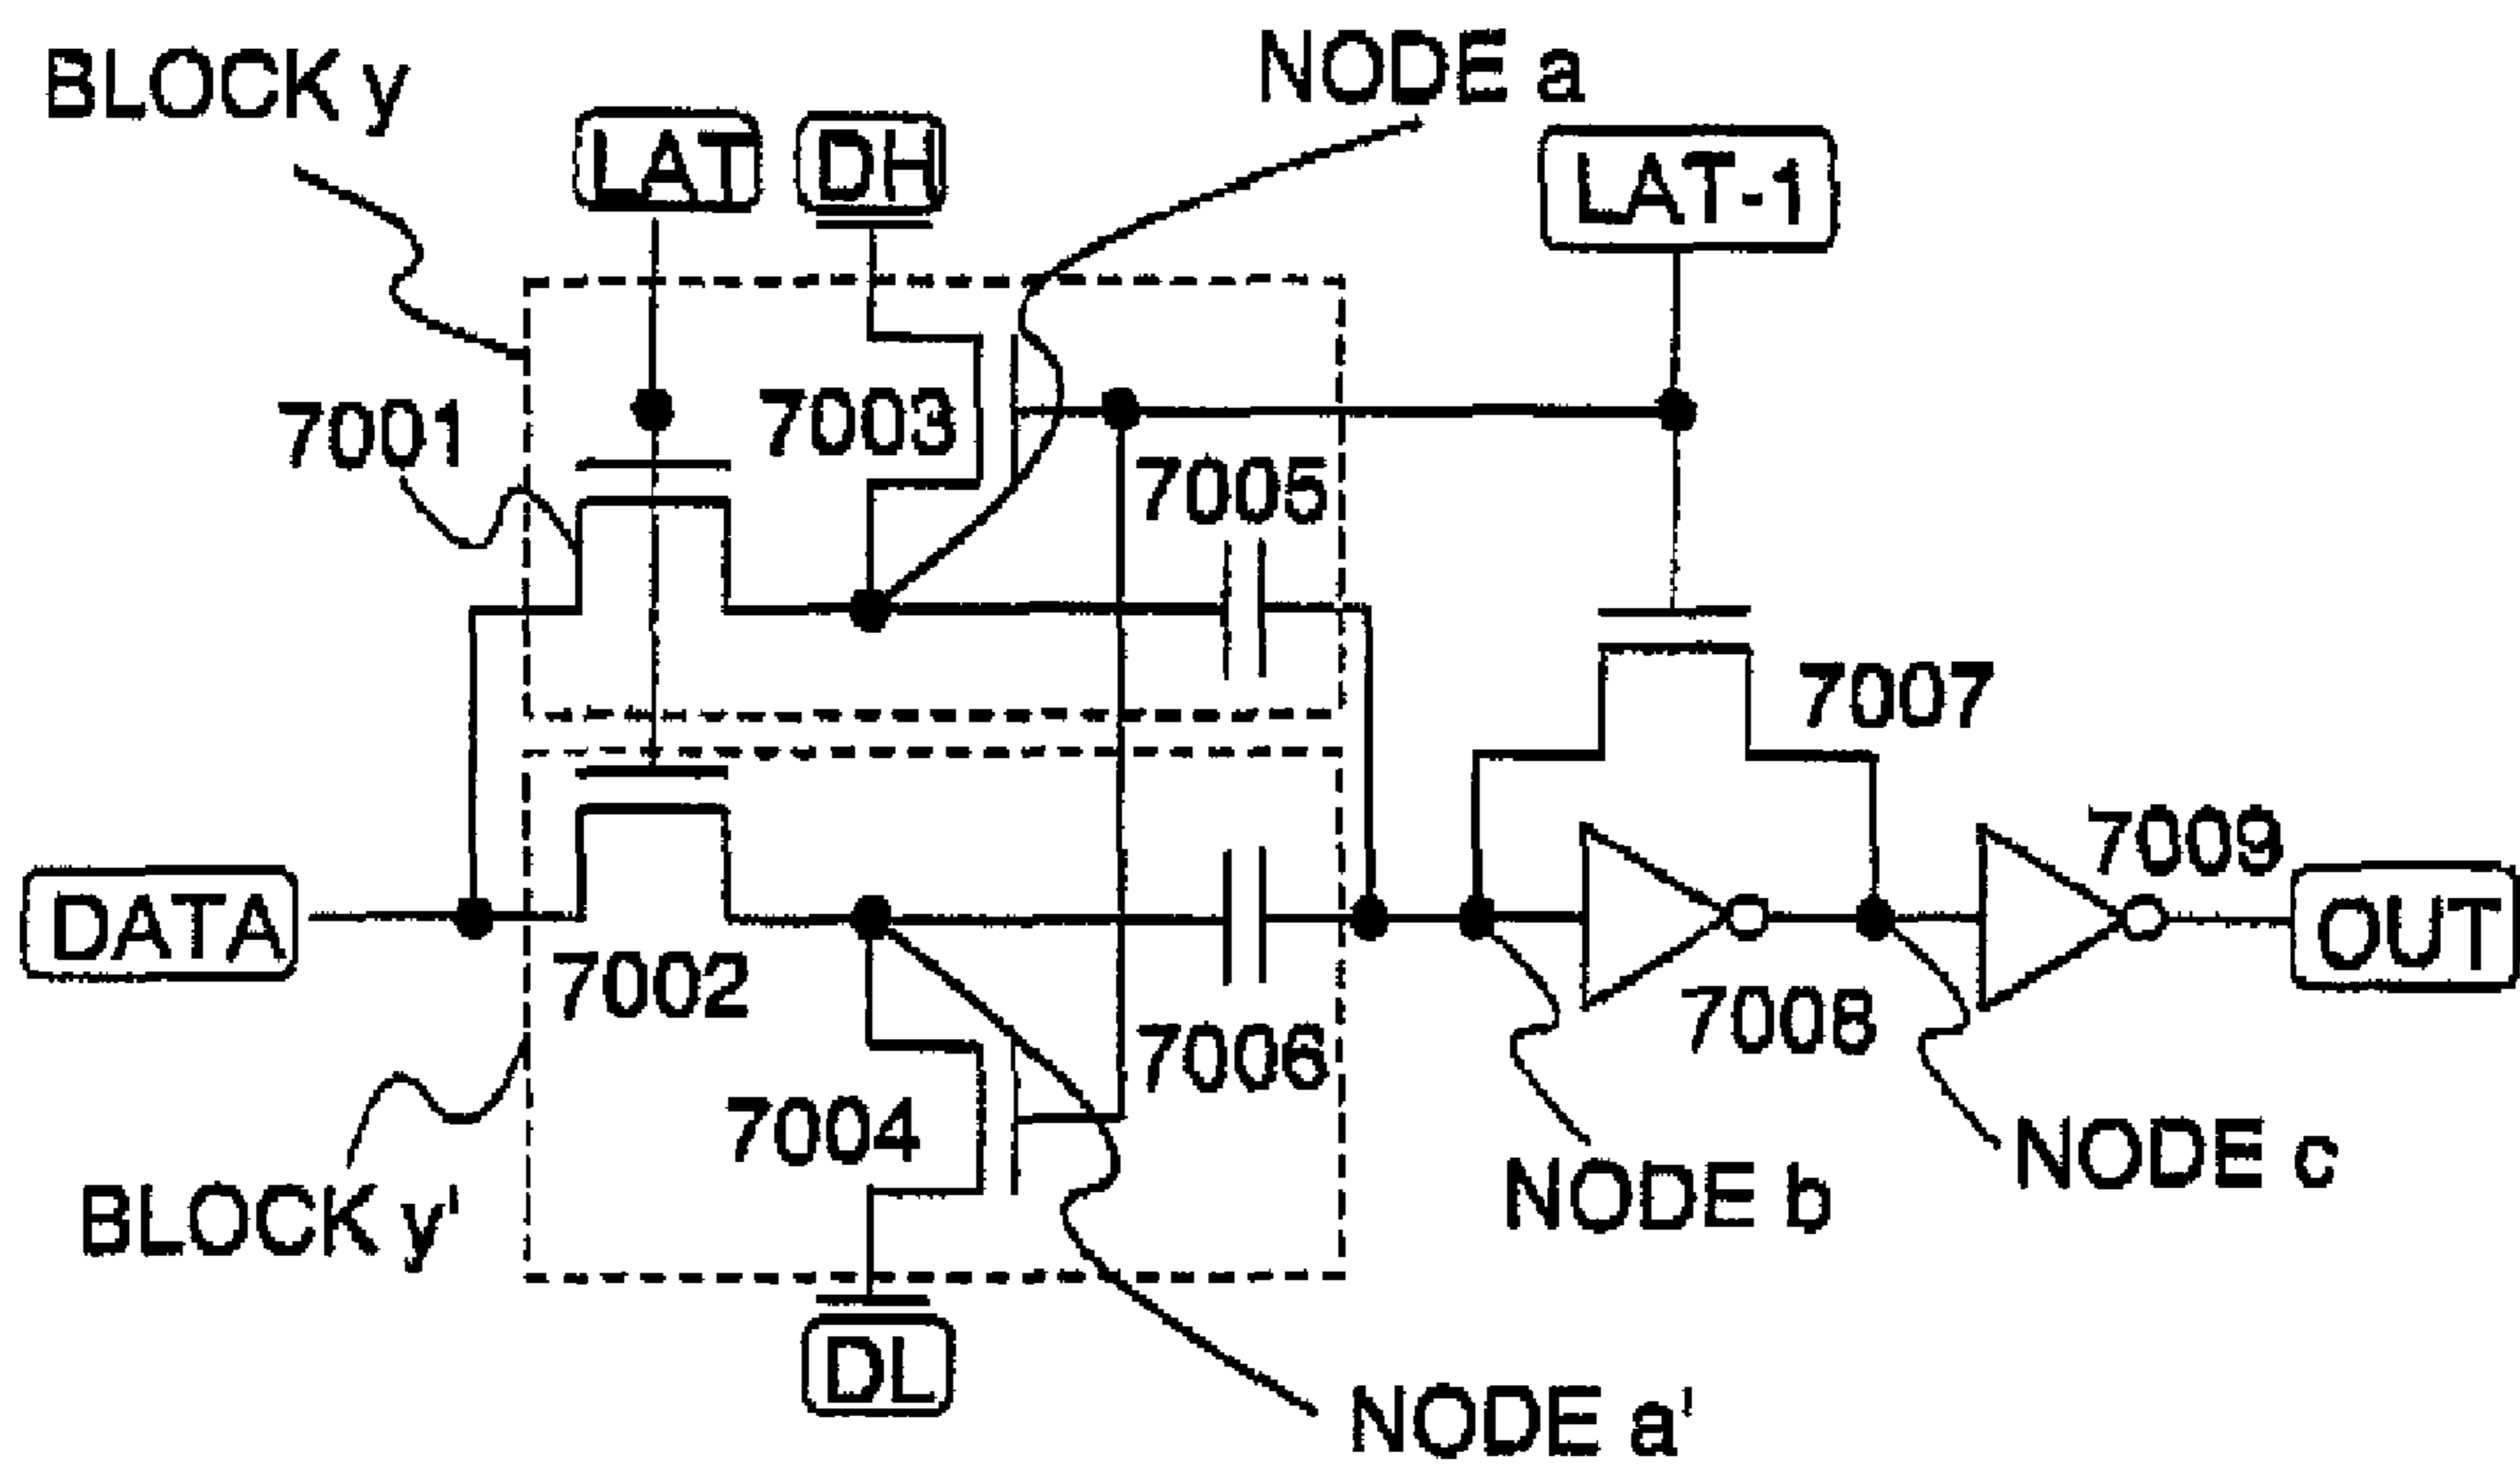 BLOCK y
NODE a
LAT
DH
LAT-1
7001
7003
7005
7007
DATA
7002
7009
OUT
7008
7006
7004
NODE c
NODE b
BLOCK y'
DL
NODE a'